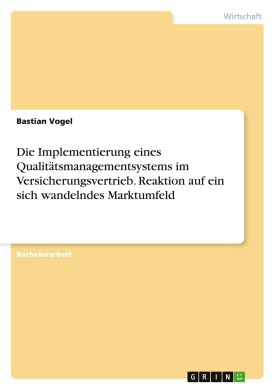 Wirtschaft
Bastian Vogel
Die Implementierung eines
Qualitätsmanagementsystems im
Versicherungsvertrieb. Reaktion auf ein
sich wandelndes Marktumfeld
Bachelorarbeit
GRIN